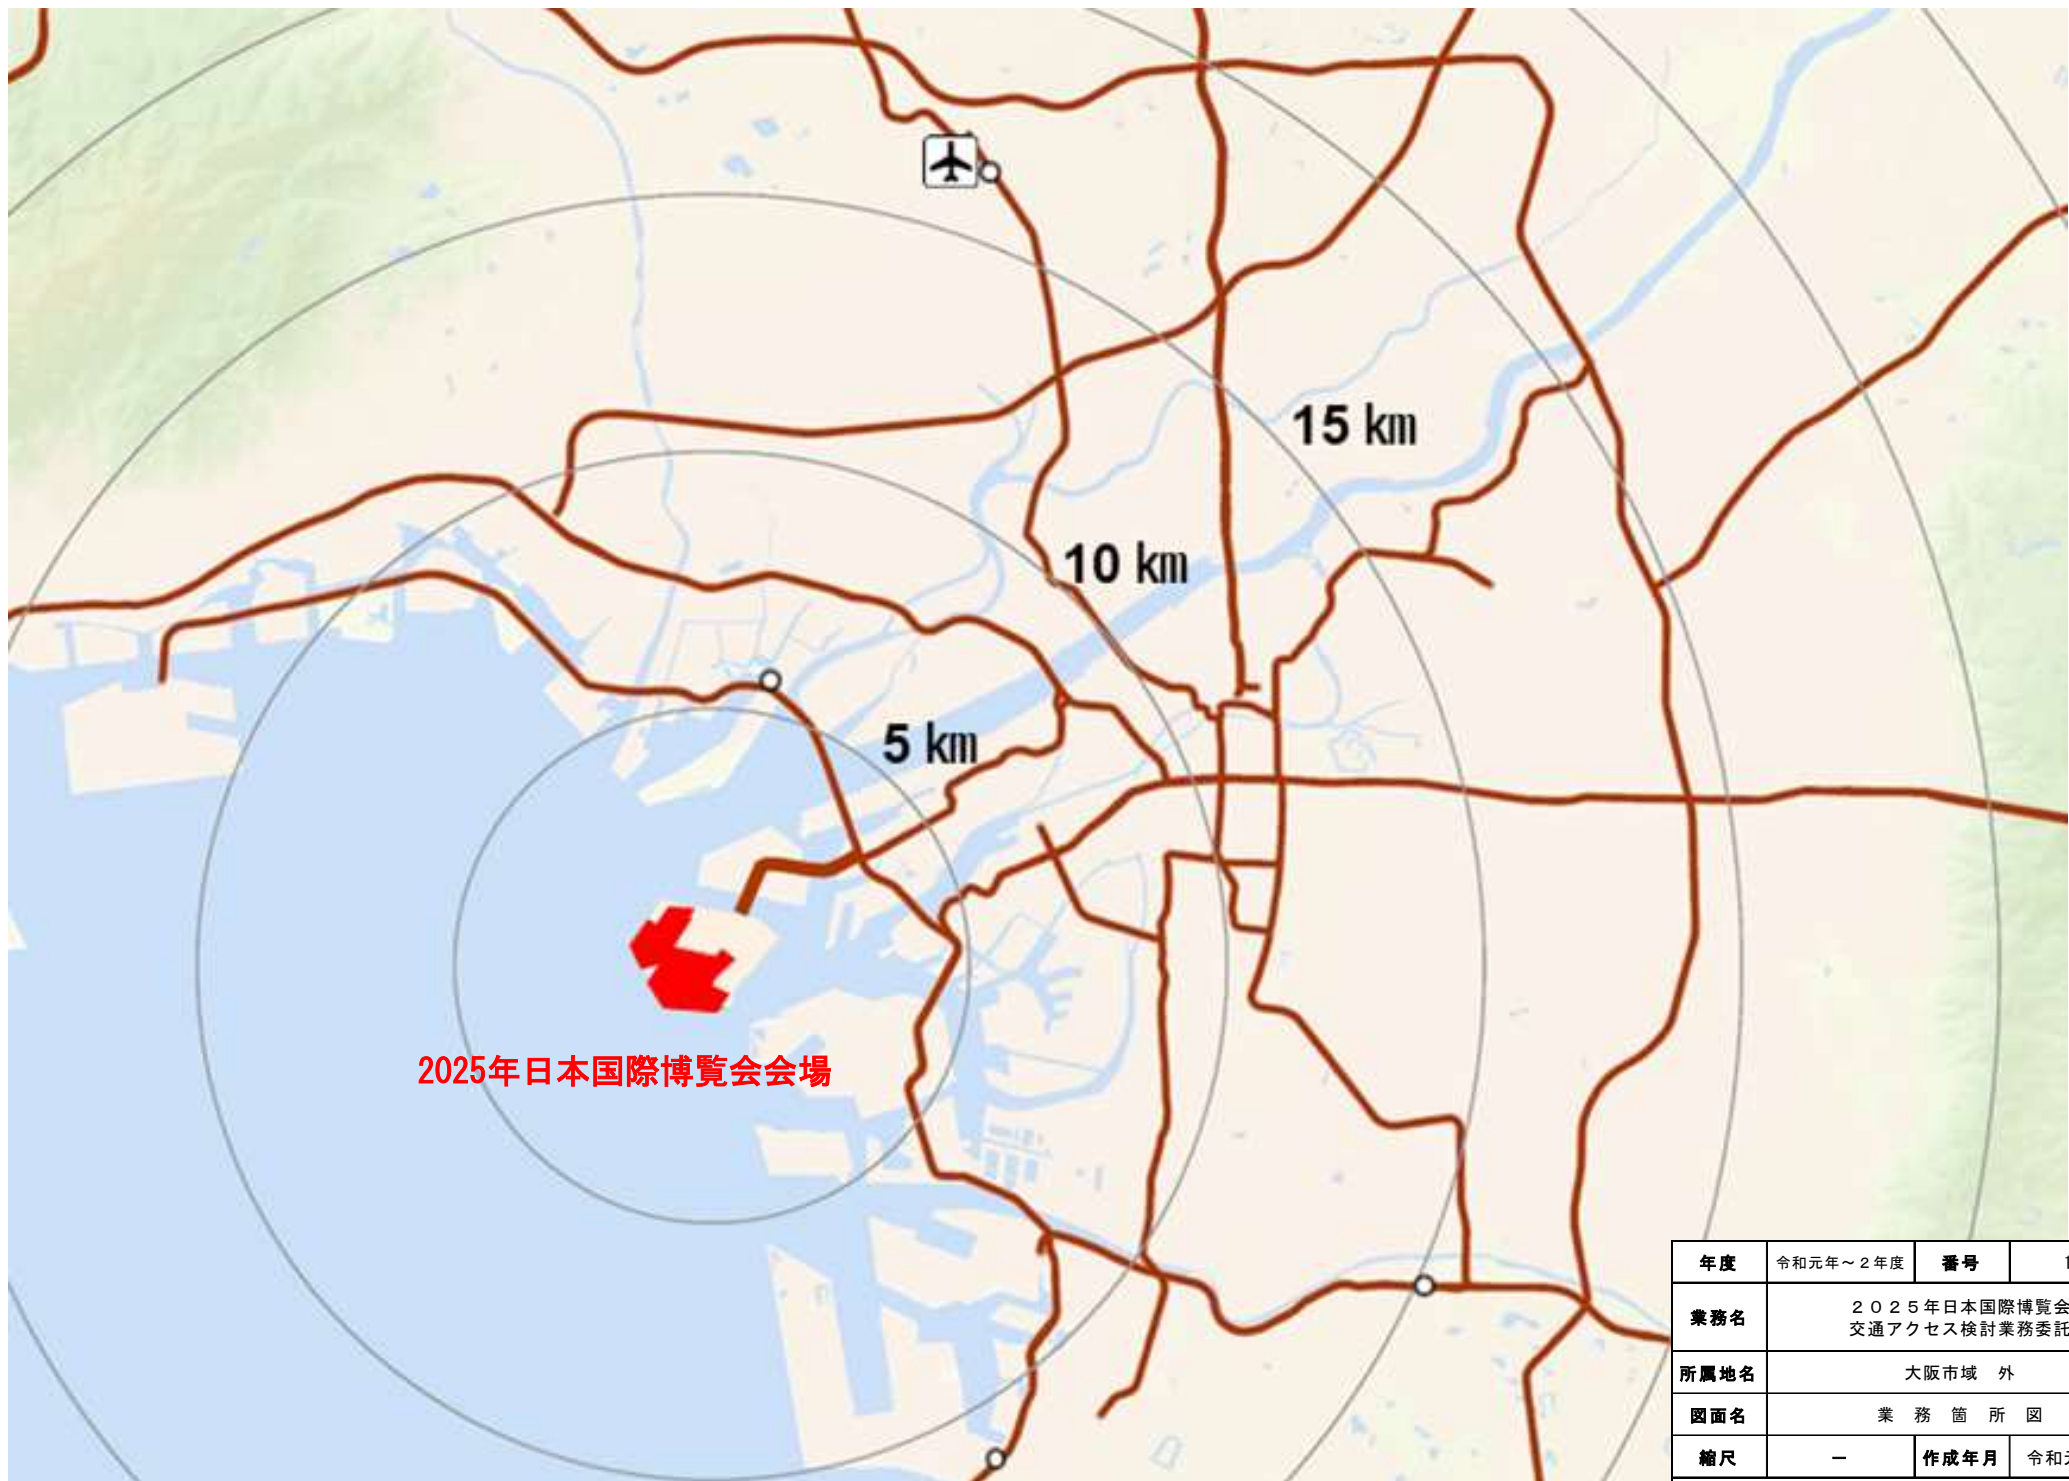 15 km
10 km
5 km
2025年日本国際博覧会会場
年度 令和元年～２年度 番号
業務名 ２０２５年日本国際博覧会
交通アクセス検討業務委託
所属地名 大阪市域 外
図面名 業 務 箇 所 図
縮尺 － 作成年月 令和